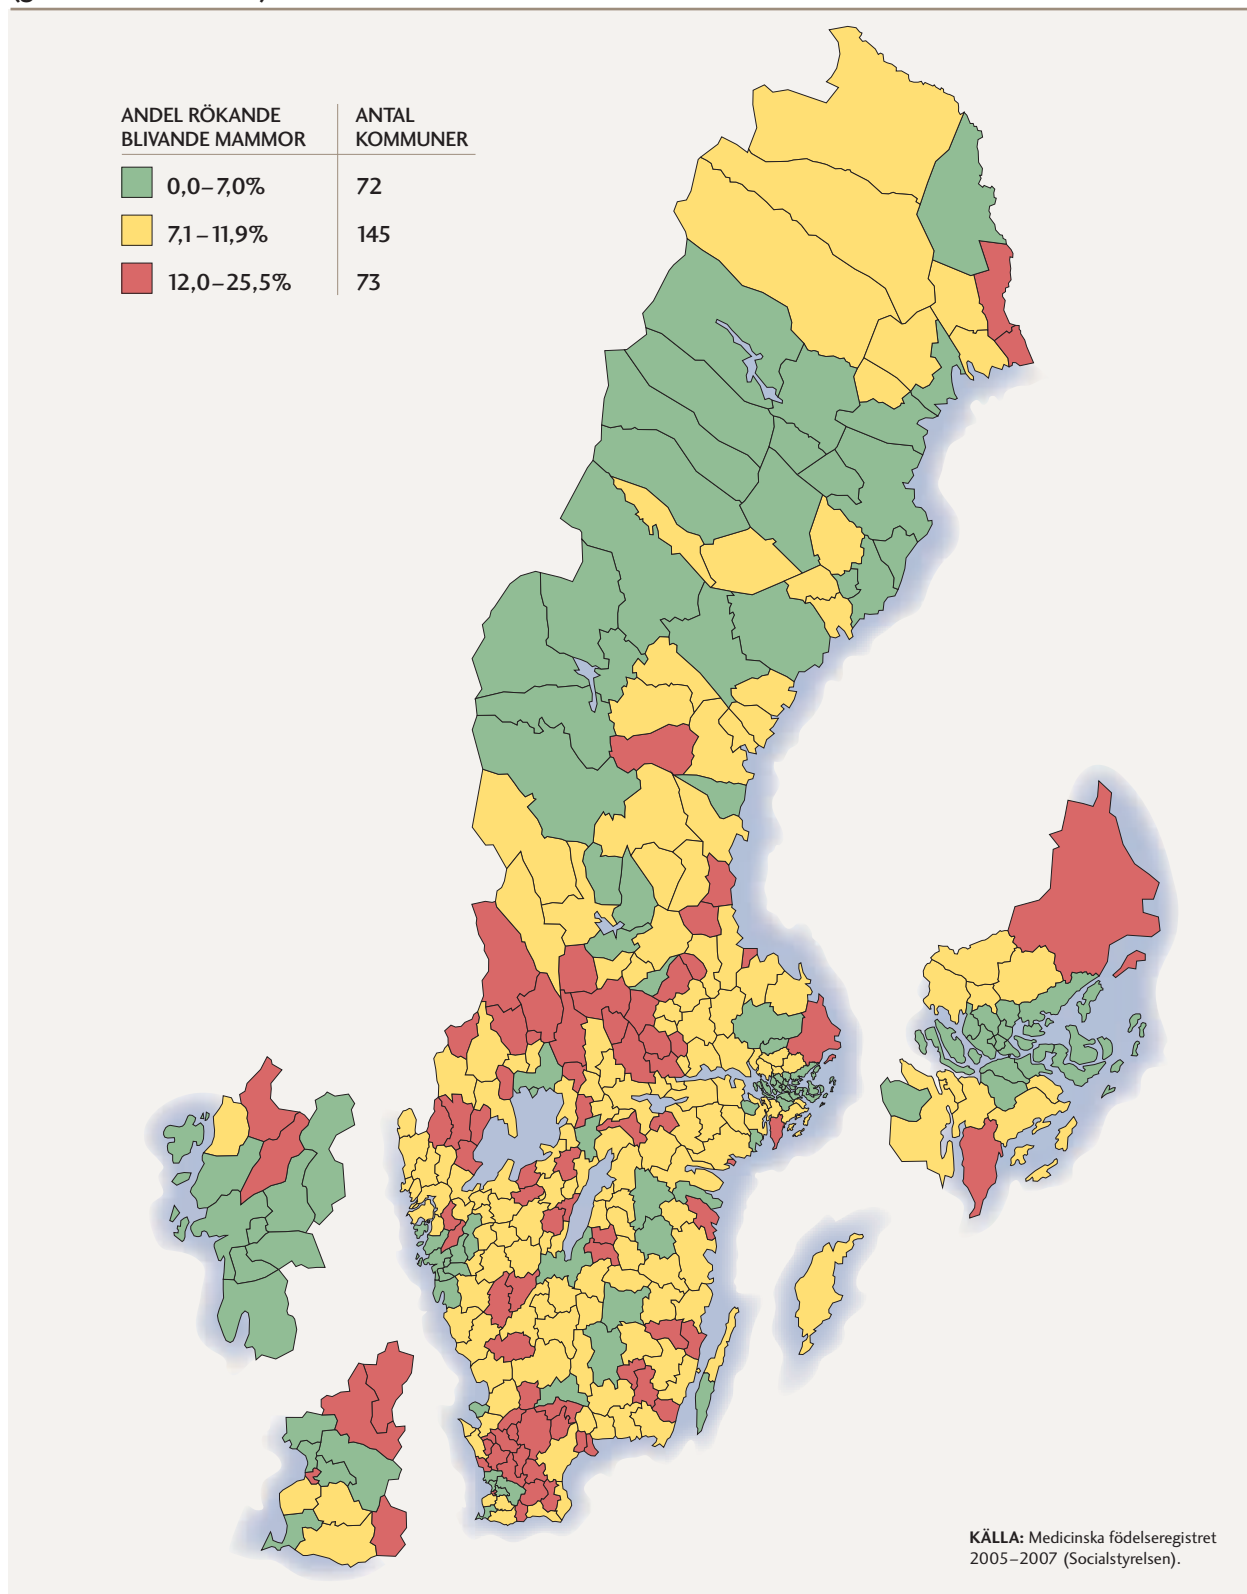 ANDEL RÖKANDE
BLIVANDE MAMMOR
ANTAL
KOMMUNER
0,0–7,0% 72
7,1–11,9% 145
12,0–25,5% 73
KÄLLA: Medicinska födelseregistret
2005–2007 (Socialstyrelsen).